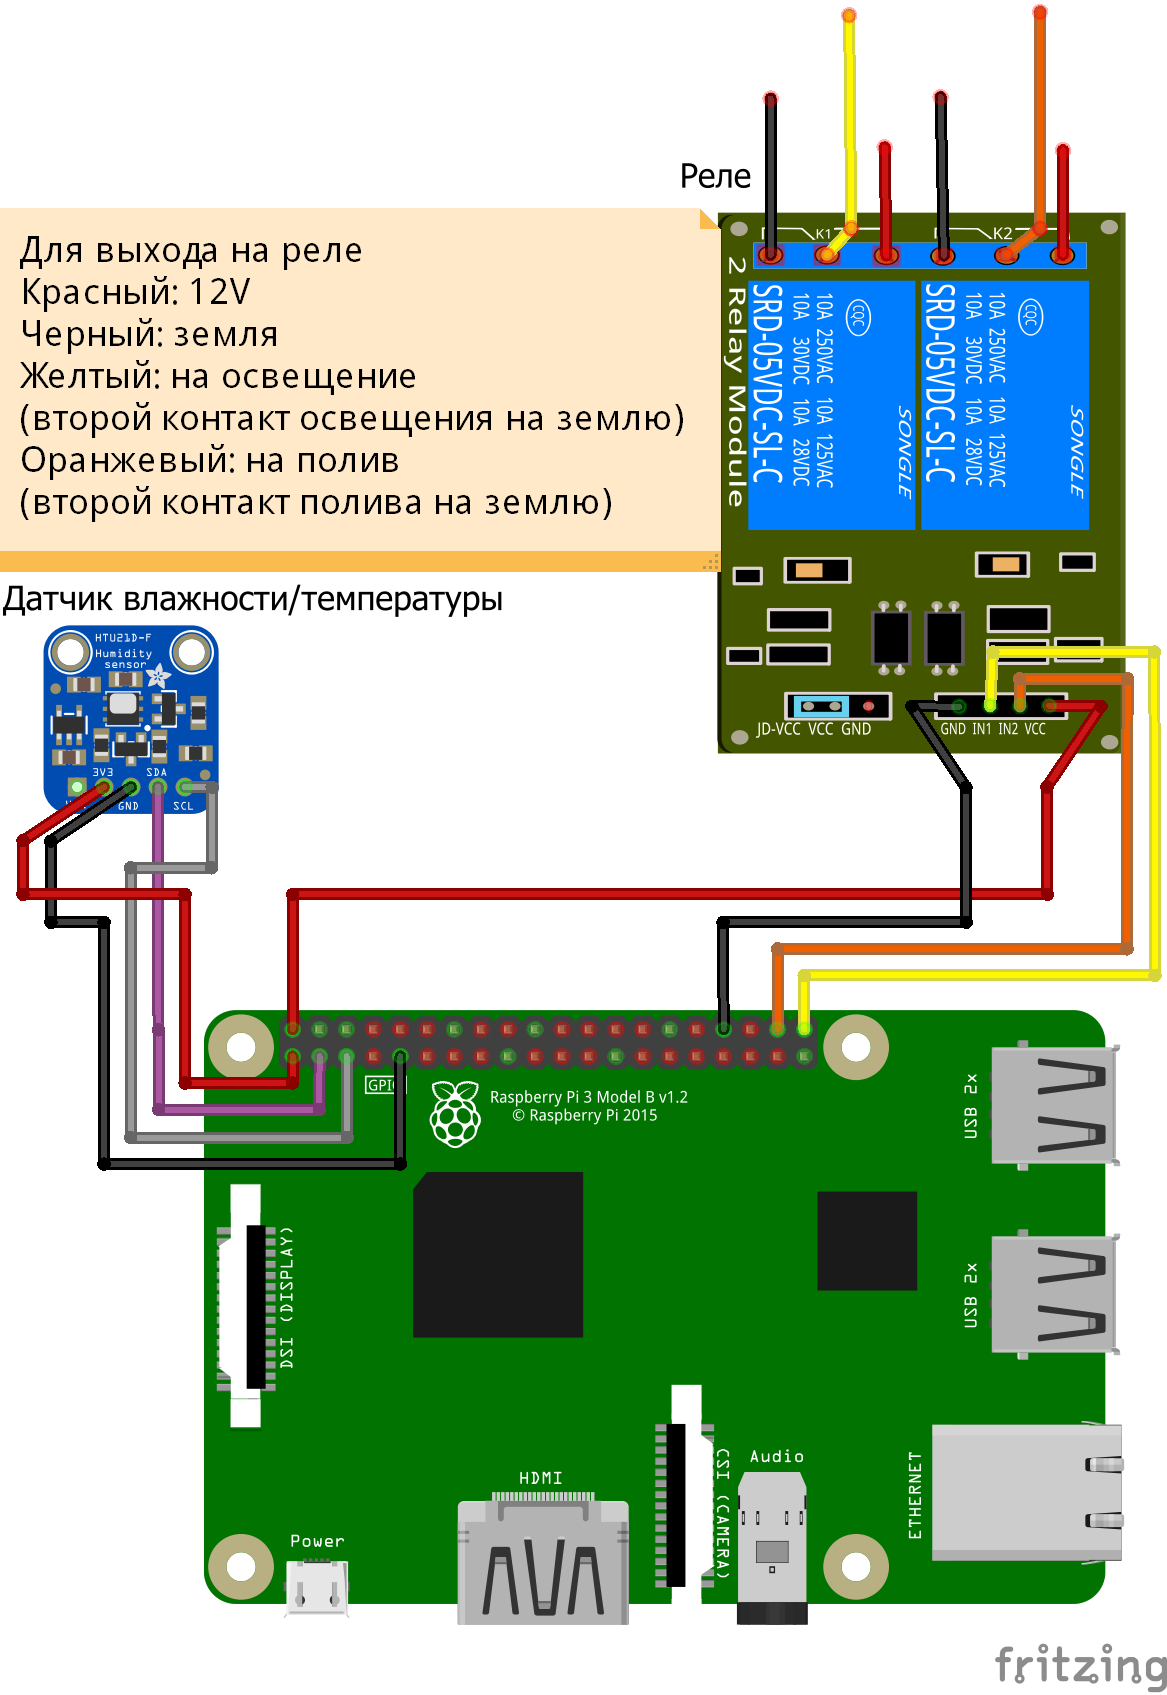 Реле
Для выхода на реле
Красный: 12V
Черный: земля
Желтый: на освещение
(второй контакт освещения на землю)
Оранжевый: на полив
(второй контакт полива на землю)
K1
K2
2 Relay Module
SRD-05VDC-SL-C
10A 30VDC 10A 28VDC
10A 250VAC 10A 125VAC
CQC
SONGLE
SRD-05VDC-SL-C
10A 30VDC 10A 28VDC
10A 250VAC 10A 125VAC
CQC
SONGLE
JD-VCC VCC GND
GND IN1 IN2 VCC
Датчик влажности/температуры
HTU21D-F
Humidity
sensor
3V3
SDA
GND
SCL
Raspberry Pi 3 Model B v1.2
© Raspberry Pi 2015
USB 2x
USB 2x
DSI (DISPLAY)
ETHERNET
CSI (CAMERA)
Audio
HDMI
Power
fritzing